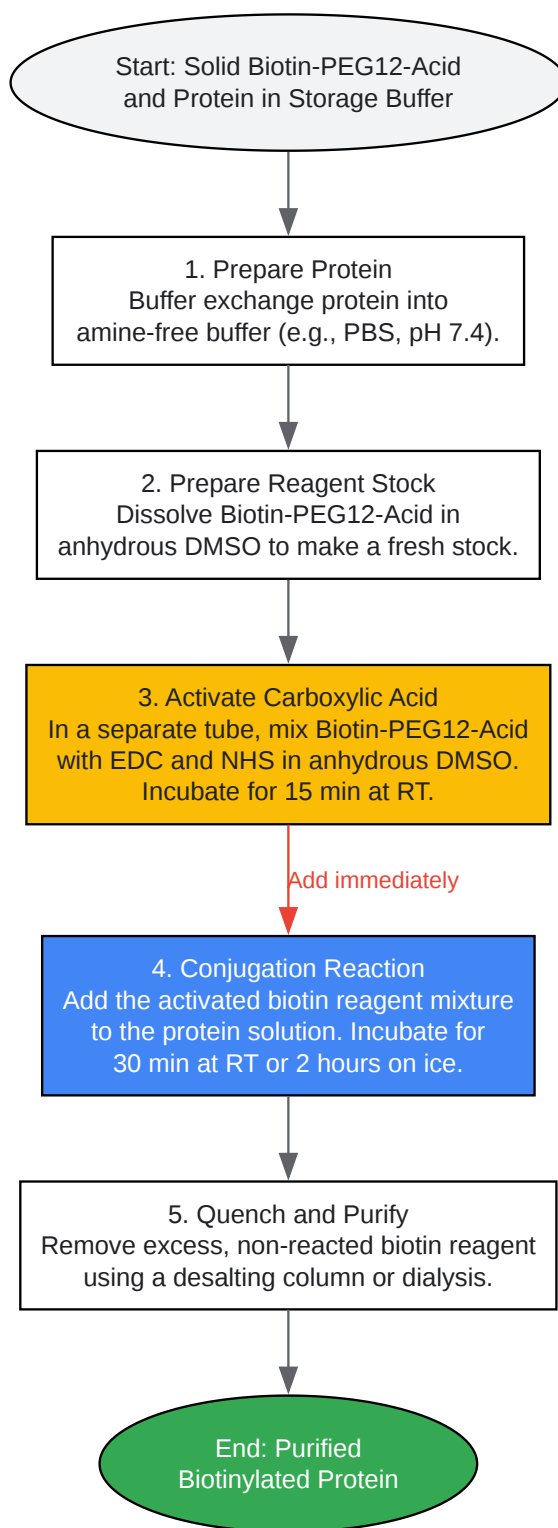 Start: Solid Biotin-PEG12-Acid
and Protein in Storage Buffer
1. Prepare Protein
Buffer exchange protein into
amine-free buffer (e.g., PBS, pH 7.4).
2. Prepare Reagent Stock
Dissolve Biotin-PEG12-Acid in
anhydrous DMSO to make a fresh stock.
3. Activate Carboxylic Acid
In a separate tube, mix Biotin-PEG12-Acid
with EDC and NHS in anhydrous DMSO.
Incubate for 15 min at RT.
Add immediately
4. Conjugation Reaction
Add the activated biotin reagent mixture
to the protein solution. Incubate for
30 min at RT or 2 hours on ice.
5. Quench and Purify
Remove excess, non-reacted biotin reagent
using a desalting column or dialysis.
End: Purified
Biotinylated Protein